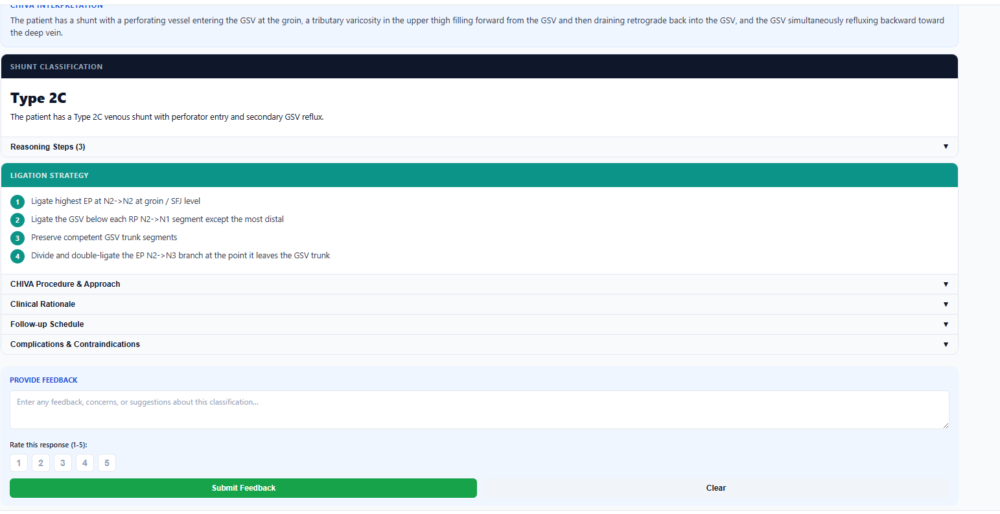 CHIVA INTERPRETATION
The patient has a shunt with a perforating vessel entering the GSV at the groin, a tributary varicosity in the upper thigh filling forward from the GSV and then draining retrograde back into the GSV, and the GSV simultaneously refluxing backward toward
the deep vein.
SHUNT CLASSIFICATION
Type 2C
The patient has a Type 2C venous shunt with perforator entry and secondary GSV reflux.
Reasoning Steps (3)
LIGATION STRATEGY
1 Ligate highest EP at N2->N2 at groin / SFJ level
2 Ligate the GSV below each RP N2->N1 segment except the most distal
3 Preserve competent GSV trunk segments
4 Divide and double-ligate the EP N2->N3 branch at the point it leaves the GSV trunk
CHIVA Procedure & Approach
Clinical Rationale
Follow-up Schedule
Complications & Contraindications
PROVIDE FEEDBACK
Enter any feedback, concerns, or suggestions about this classification...
Rate this response (1-5):
1 2 3 4 5
Submit Feedback Clear